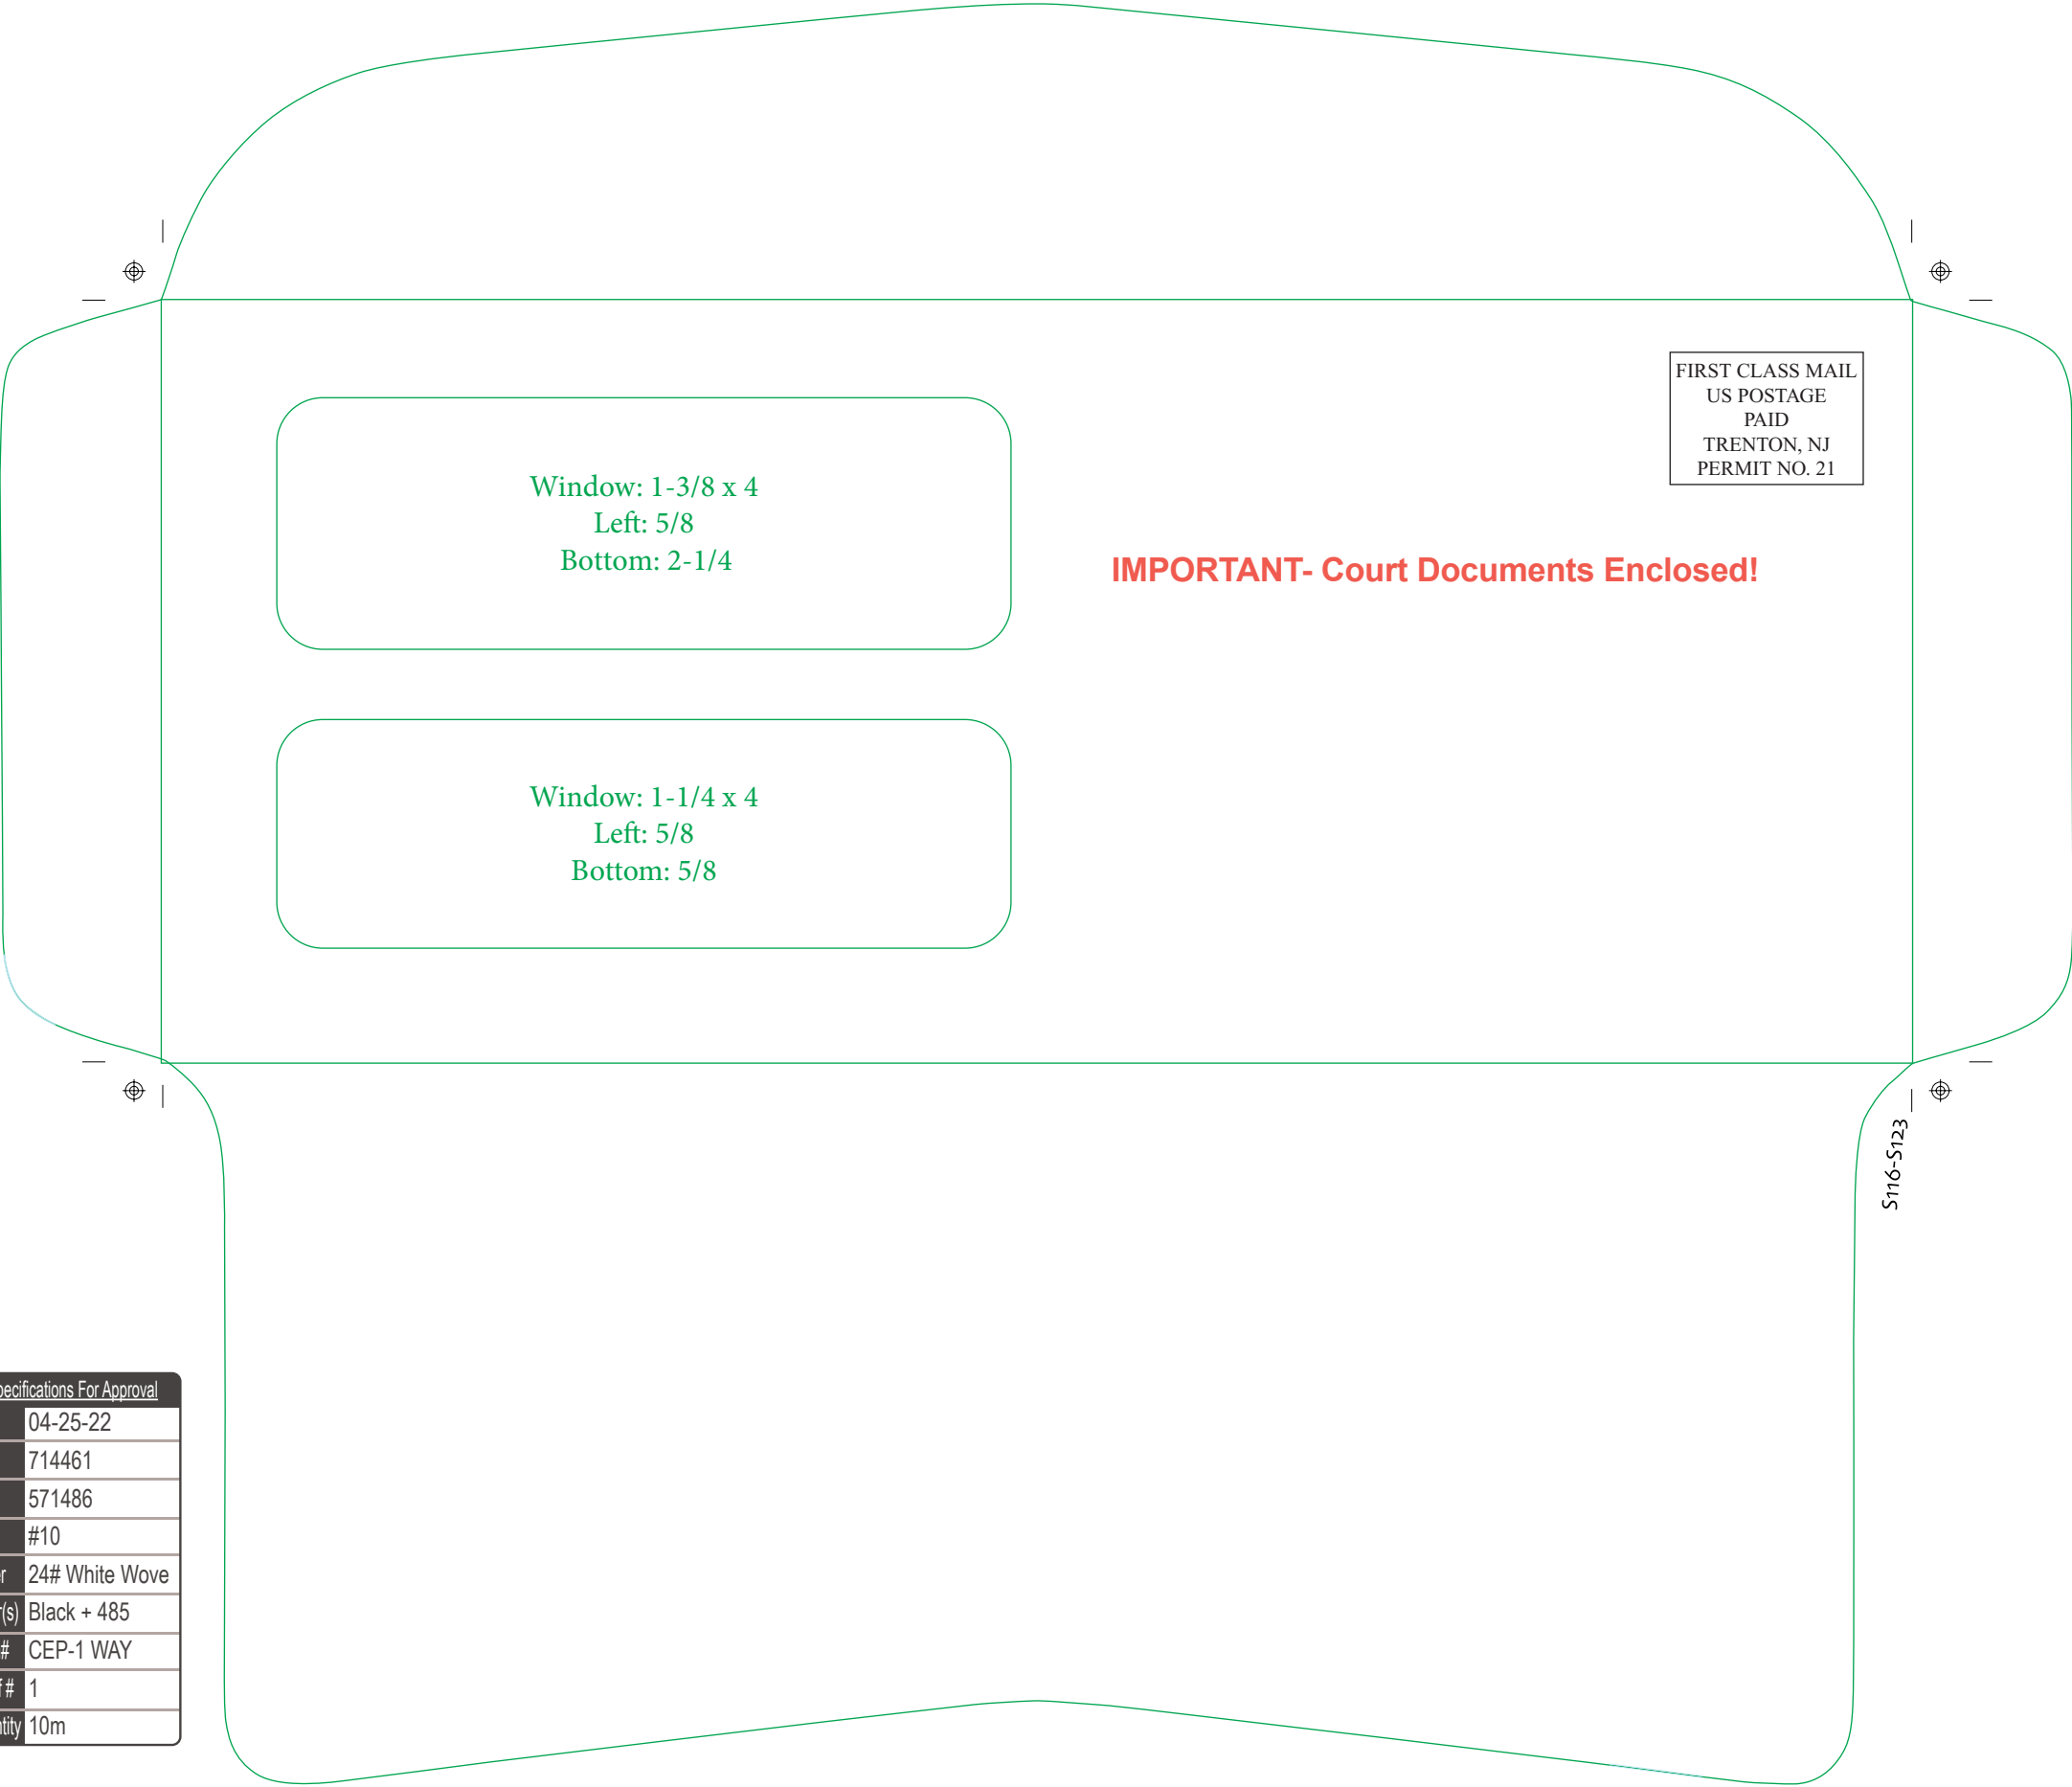 FIRST CLASS MAIL
US POSTAGE
PAID
TRENTON, NJ
PERMIT NO. 21
Window: 1-3/8 x 4
Left: 5/8
Bottom: 2-1/4
IMPORTANT- Court Documents Enclosed!
Window: 1-1/4 x 4
Left: 5/8
Bottom: 5/8
S116-S123
For Approval
04-25-22
714461
571486
#10
24# White Wove
Black + 485
# CEP-1 WAY
# 1
10m